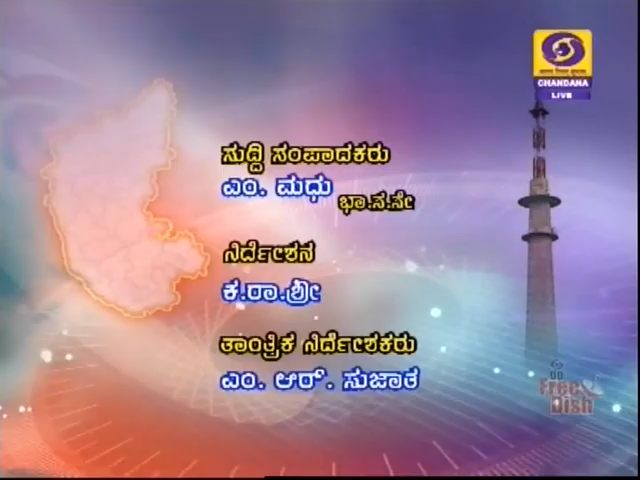 CHANDANA
LIVE
ಸುದ್ದಿ ಸಂಪಾದಕರು
ಎಂ. ಮಧು
ಭಾ.ಸ.ಸೇ
ನಿರ್ದೇಶನ
ಕ.ರಾ.ಶ್ರೀ
ತಾಂತ್ರಿಕ ನಿರ್ದೇಶಕರು
ಎಂ. ಆರ್. ಸುಜಾತ
DD
Free
Dish